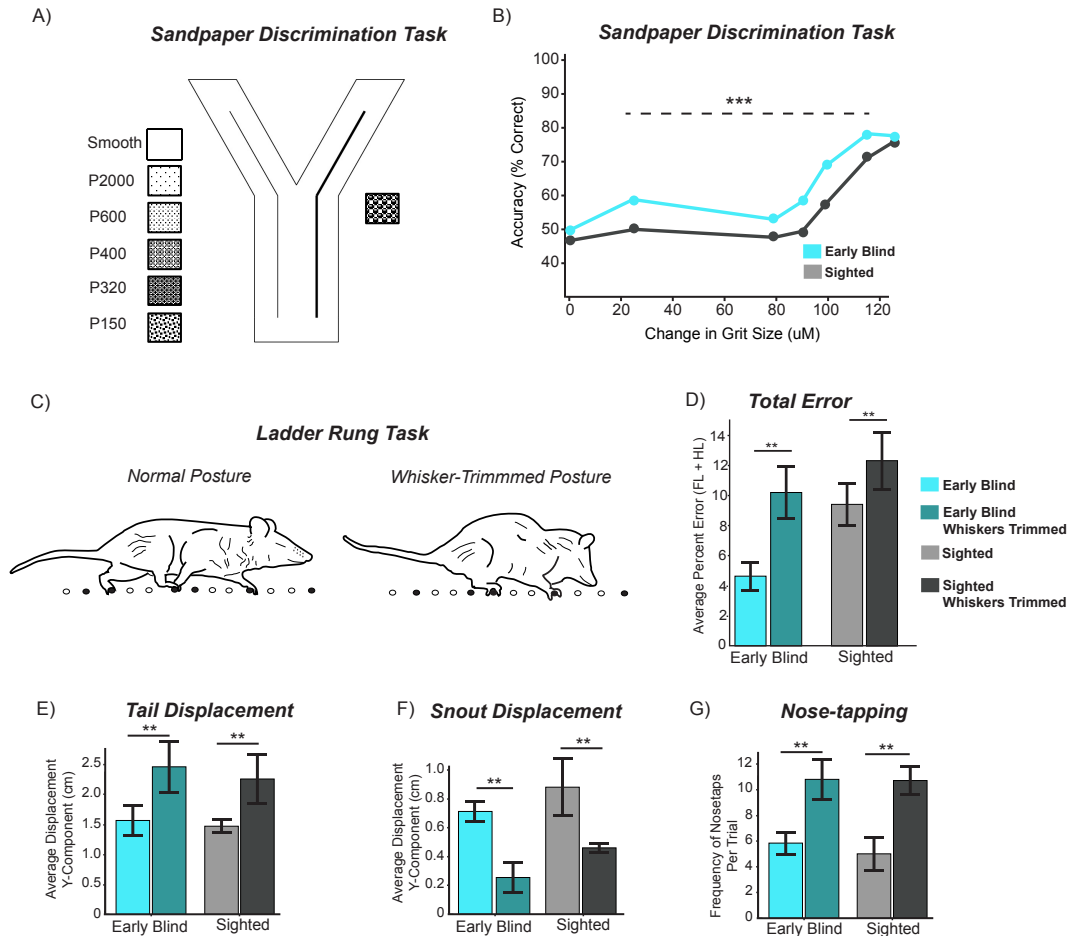 A)
Sandpaper Discrimination Task
Smooth
P2000
P600
P400
P320
P150
B)
Sandpaper Discrimination Task
Accuracy (% Correct)
100
90
80
70
60
50
40
***
Early Blind
Sighted
0
20
40
60
80
100
120
Change in Grit Size (uM)
C)
Ladder Rung Task
Normal Posture
Whisker-Trimmmed Posture
D)
Total Error
Average Percent Error (FL + HL)
14
12
10
8
6
4
2
0
**
**
Early Blind
Sighted
Early Blind
Early Blind
Whiskers Trimmed
Sighted
Sighted
Whiskers Trimmed
E)
Tail Displacement
Average Displacement
Y-Component (cm)
2.5
2.0
1.5
1.0
0.5
0
**
**
Early Blind
Sighted
F)
Snout Displacement
Average Displacement
Y-Component (cm)
1.0
0.8
0.6
0.4
0.2
0
**
**
Early Blind
Sighted
G)
Nose-tapping
Frequency of Nosetaps
Per Trial
12
10
8
6
4
2
0
**
**
Early Blind
Sighted